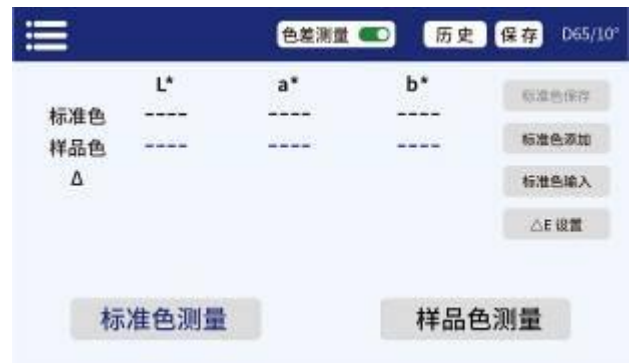 色差测量 历史 保存 D65/10°
L* a* b*
标准色保存
标准色 ---- ---- ----
标准色添加
样品色 ---- ---- ----
Δ
标准色输入
△E 设置
标准色测量 样品色测量